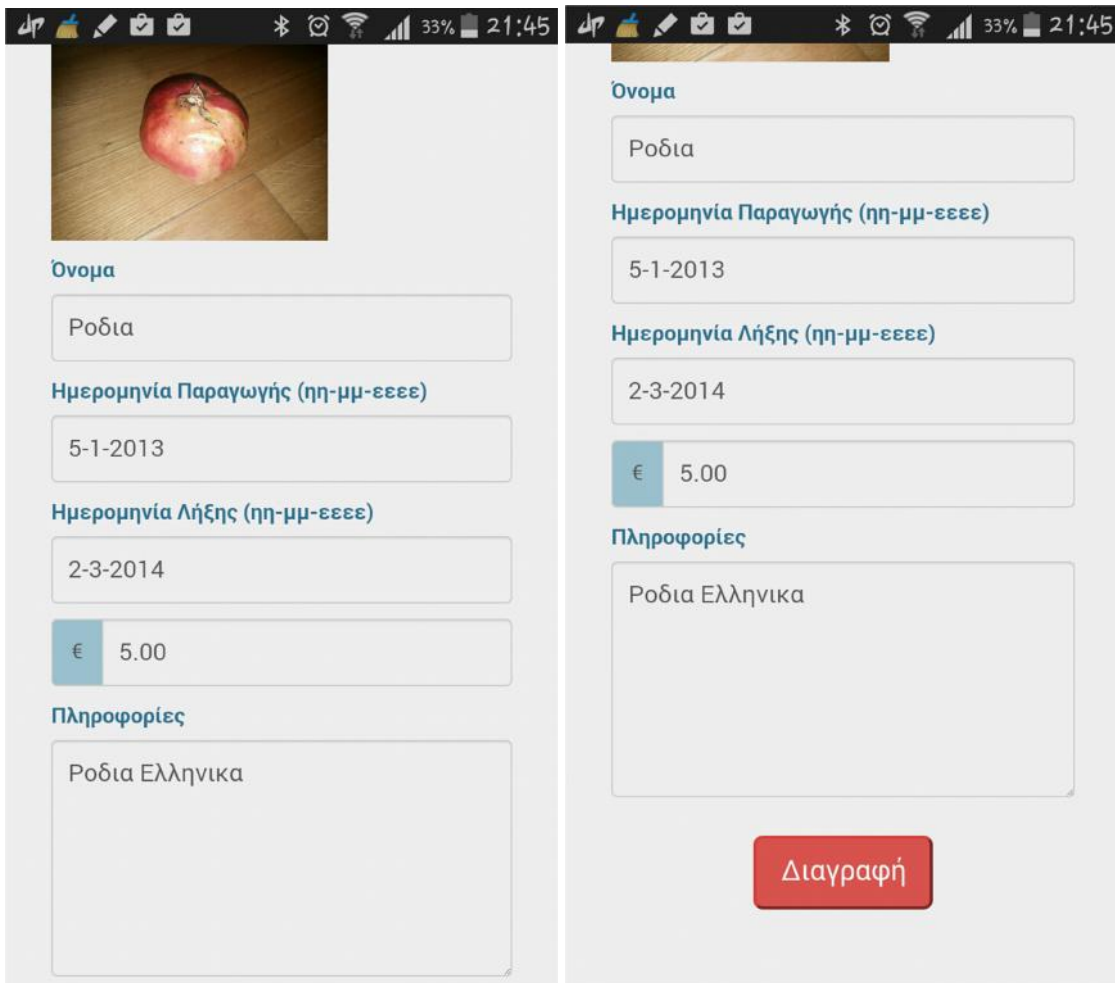 33% 21:45
Όνομα
Ροδια
Ημερομηνία Παραγωγής (ηη-μμ-εεεε)
5-1-2013
Ημερομηνία Λήξης (ηη-μμ-εεεε)
2-3-2014
€ 5.00
Πληροφορίες
Ροδια Ελληνικα
33% 21:45
Όνομα
Ροδια
Ημερομηνία Παραγωγής (ηη-μμ-εεεε)
5-1-2013
Ημερομηνία Λήξης (ηη-μμ-εεεε)
2-3-2014
€ 5.00
Πληροφορίες
Ροδια Ελληνικα
Διαγραφή